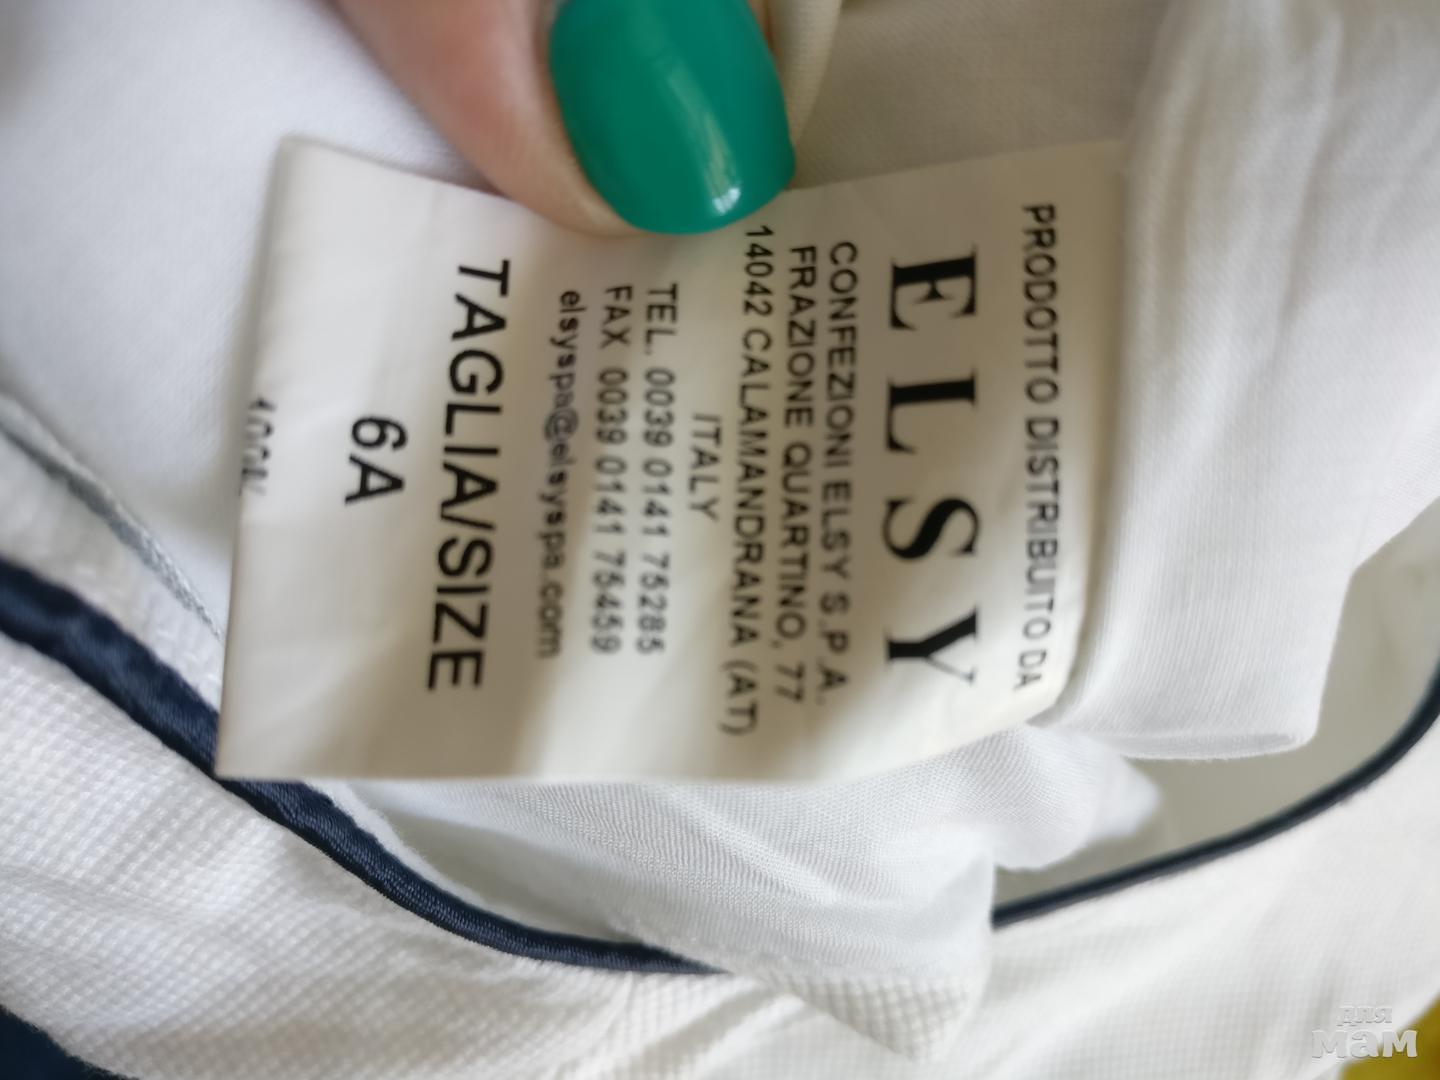 PRODOTTO DISTRIBUITO DA
ELSY
CONFEZIONI ELSY S.P.A.
FRAZIONE QUARTINO, 77
14042 CALAMANDRANA (AT)
ITALY
TEL. 0039 0141 75285
FAX 0039 0141 75459
elsyspa@elsyspa.com
TAGLIA/SIZE
6A
для
мам